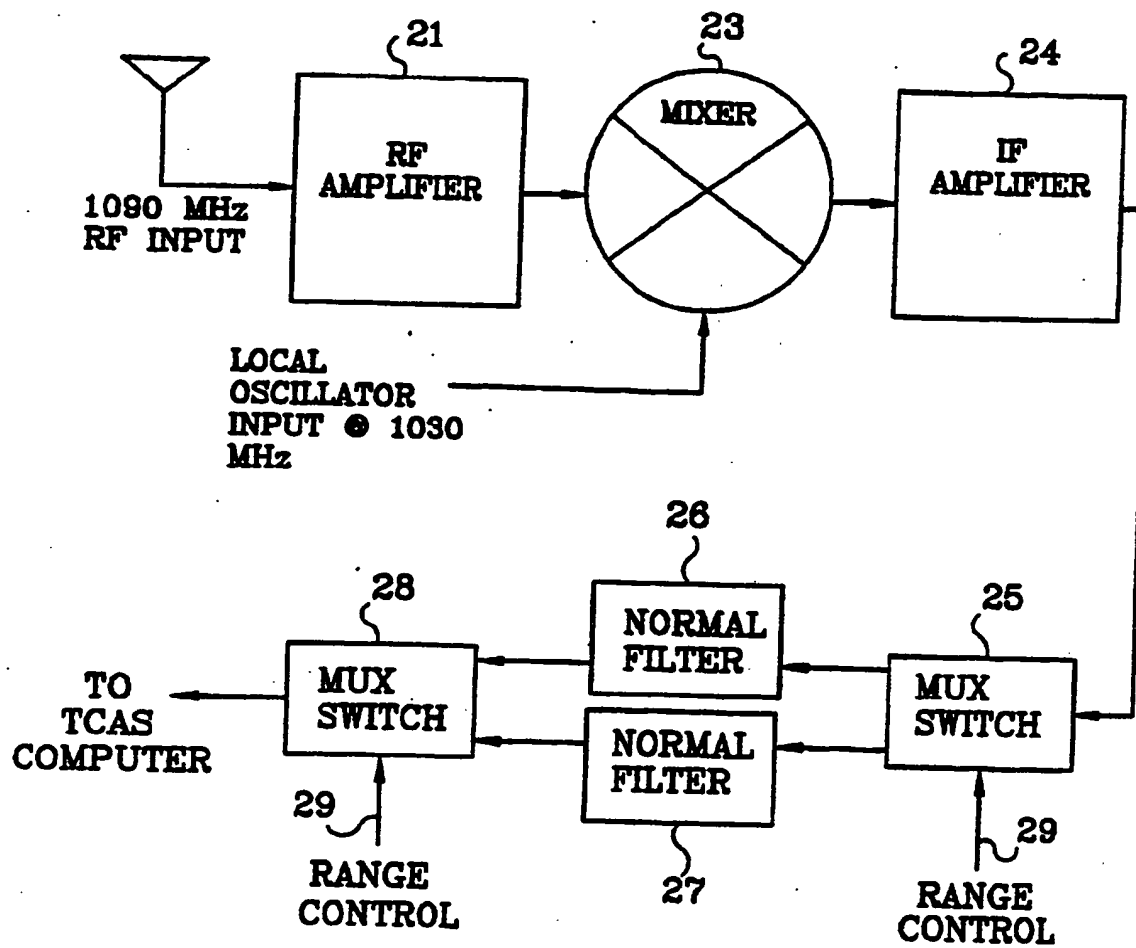 21
23
24
MIXER
RF
AMPLIFIER
IF
AMPLIFIER
1090 MHz
RF INPUT
LOCAL
OSCILLATOR
INPUT @ 1030
MHz
26
28
25
NORMAL
FILTER
MUX
SWITCH
MUX
SWITCH
TO
TCAS
COMPUTER
NORMAL
FILTER
29
29
27
RANGE
CONTROL
RANGE
CONTROL